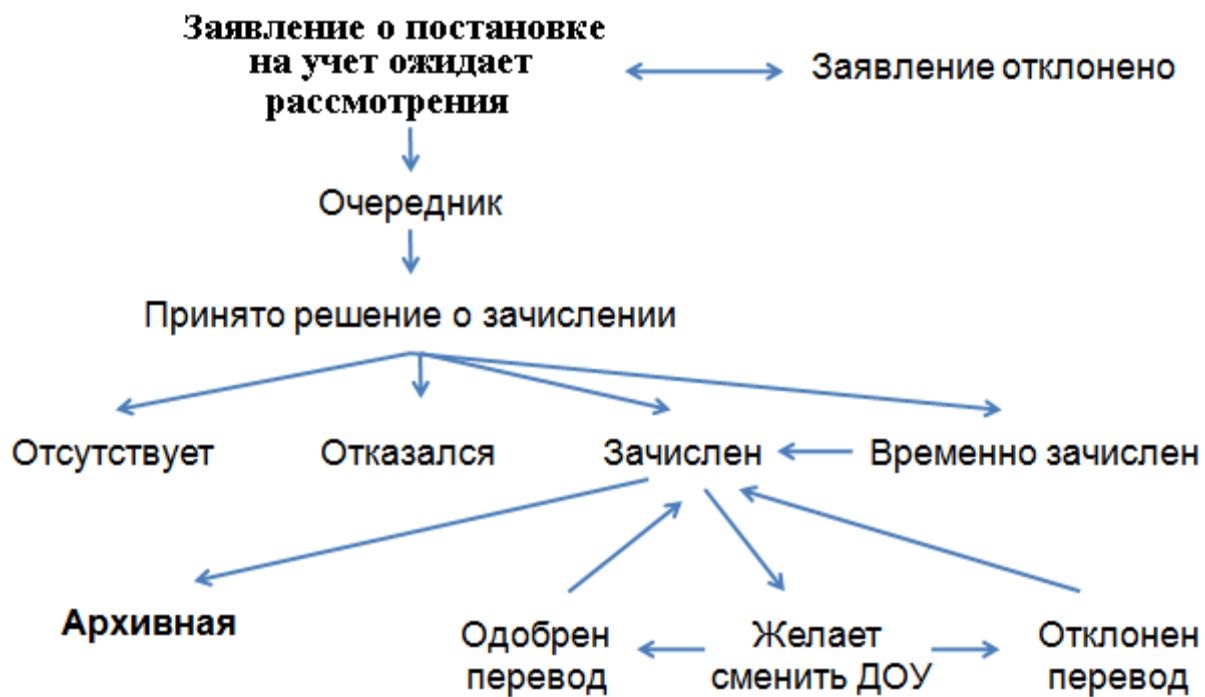 Заявление о постановке
на учет ожидает
рассмотрения
Заявление отклонено
Очередник
Принято решение о зачислении
Отсутствует
Отказался
Зачислен
Временно зачислен
Архивная
Одобрен
перевод
Желает
сменить ДОУ
Отклонен
перевод